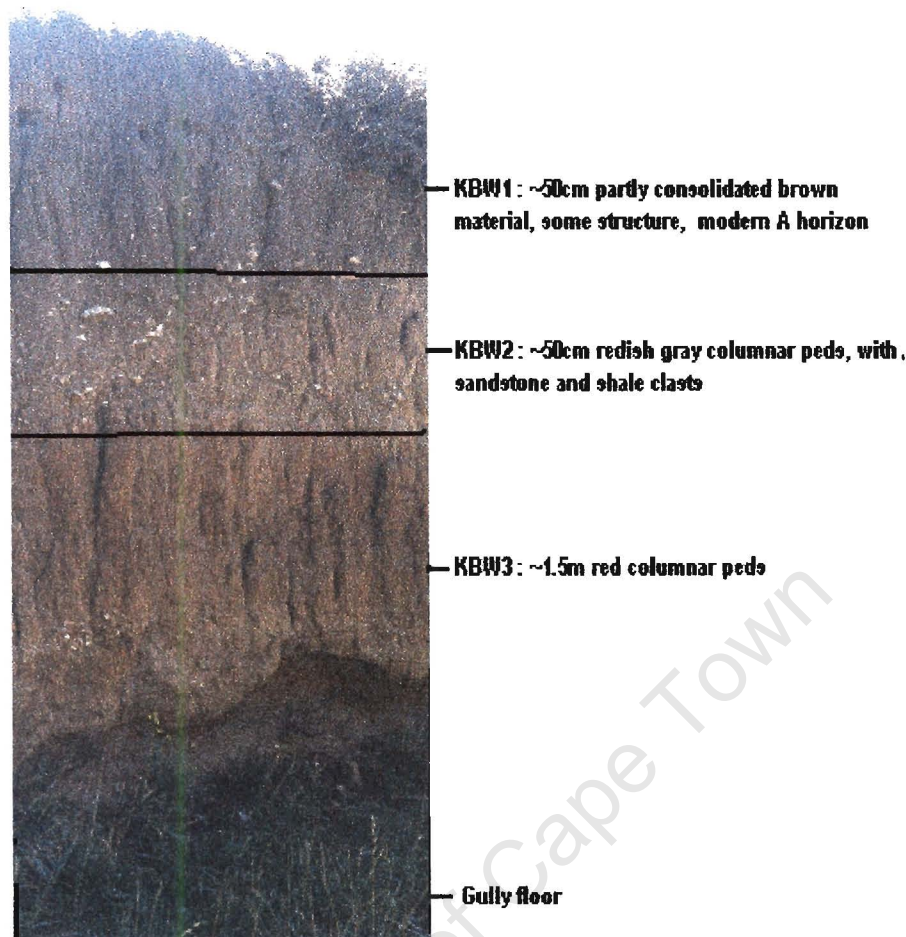 KBW1 : ~50cm partly consolidated brown
material, some structure, modern A horizon
KBW2 : ~50cm redish gray columnar peds, with
sandstone and shale clasts
KBW3 : ~1.5m red columnar peds
Gully floor
of Cape Town